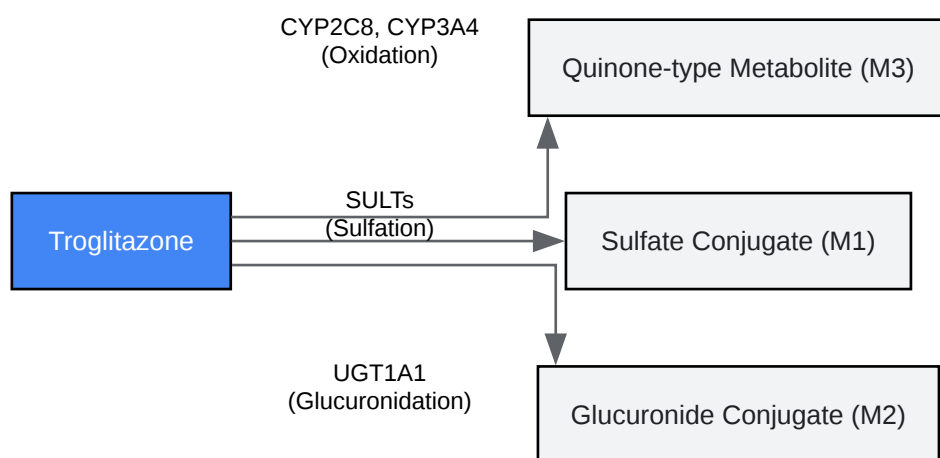 CYP2C8, CYP3A4
(Oxidation)
Quinone-type Metabolite (M3)
Troglitazone
SULTs
(Sulfation)
Sulfate Conjugate (M1)
UGT1A1
(Glucuronidation)
Glucuronide Conjugate (M2)